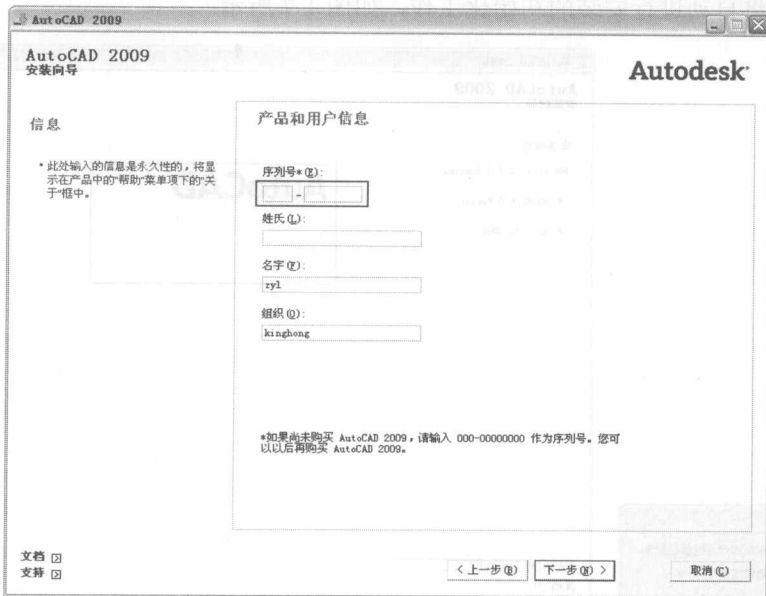 AutoCAD 2009
AutoCAD 2009
安装向导
Autodesk
信息
•此处输入的信息是永久性的，将显
示在产品中的“帮助”菜单项下的“关
于”框中。
产品和用户信息
序列号*(E):
-
姓氏(L):
名字(F):
zyl
组织(O):
kinghong
*如果尚未购买 AutoCAD 2009，请输入 000-00000000 作为序列号。您可
以以后再购买 AutoCAD 2009。
文档
支持
<上一步(B)
下一步(N) >
取消(C)